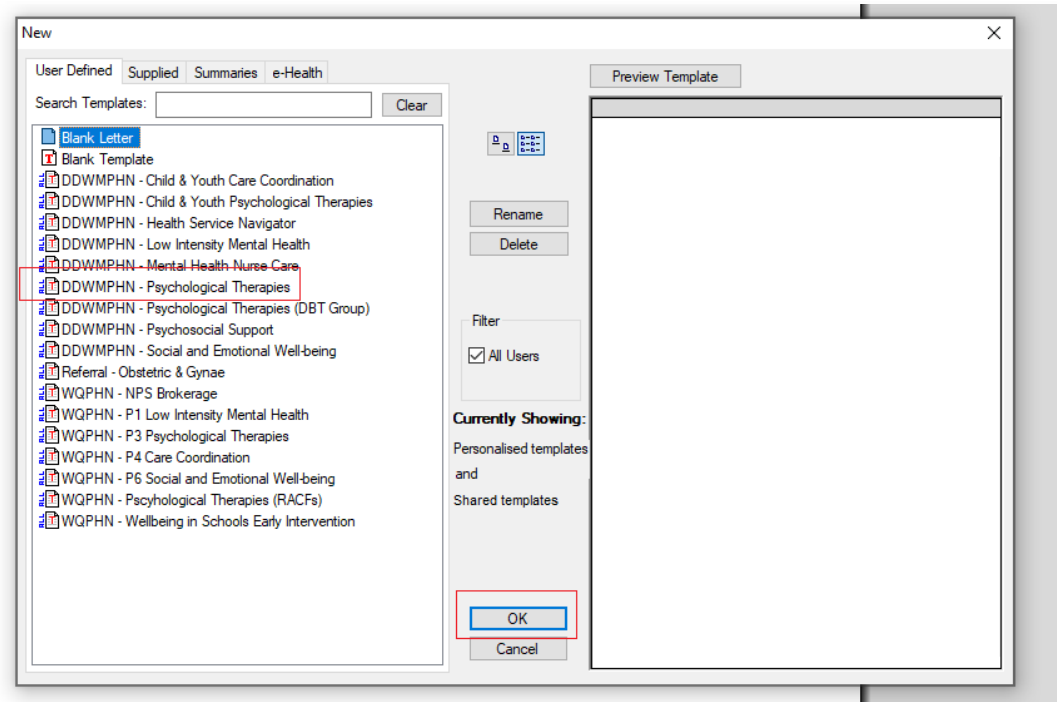 New
User Defined Supplied Summaries e-Health
Preview Template
Search Templates: Clear
Blank Letter
Blank Template
DDWMPHN - Child & Youth Care Coordination
DDWMPHN - Child & Youth Psychological Therapies
DDWMPHN - Health Service Navigator
DDWMPHN - Low Intensity Mental Health
DDWMPHN - Mental Health Nurse Care
DDWMPHN - Psychological Therapies
DDWMPHN - Psychological Therapies (DBT Group)
DDWMPHN - Psychosocial Support
DDWMPHN - Social and Emotional Well-being
Referral - Obstetric & Gynae
WQPHN - NPS Brokerage
WQPHN - P1 Low Intensity Mental Health
WQPHN - P3 Psychological Therapies
WQPHN - P4 Care Coordination
WQPHN - P6 Social and Emotional Well-being
WQPHN - Pscyhological Therapies (RACFs)
WQPHN - Wellbeing in Schools Early Intervention
Rename
Delete
Filter
All Users
Currently Showing:
Personalised templates
and
Shared templates
OK
Cancel